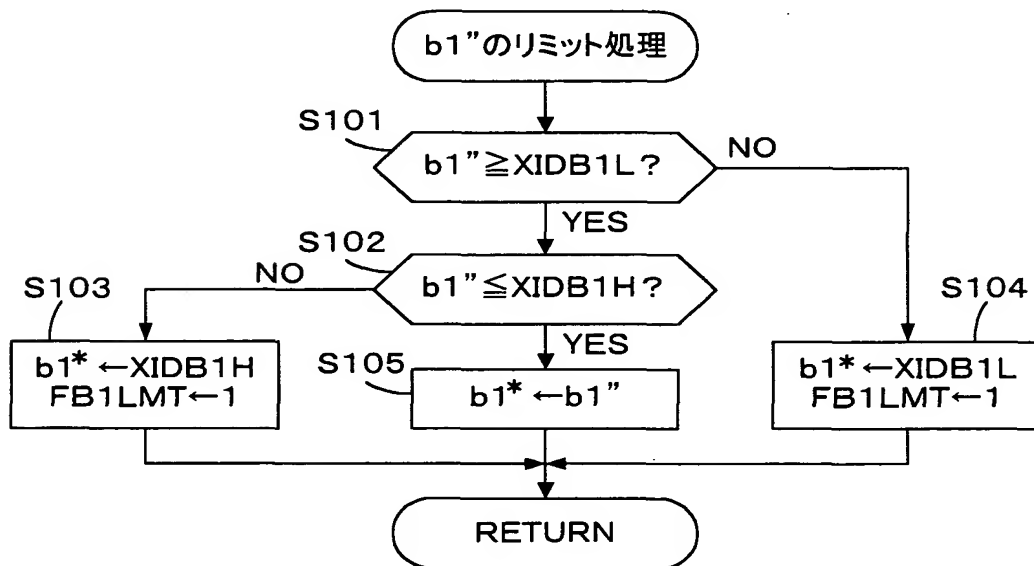 b1”のリミット処理
S101
b1”≧XIDB1L?
NO
YES
S102
b1”≦XIDB1H?
NO
YES
S103
b1* ←XIDB1H
FB1LMT←1
S105
b1* ←b1”
S104
b1* ←XIDB1L
FB1LMT←1
RETURN